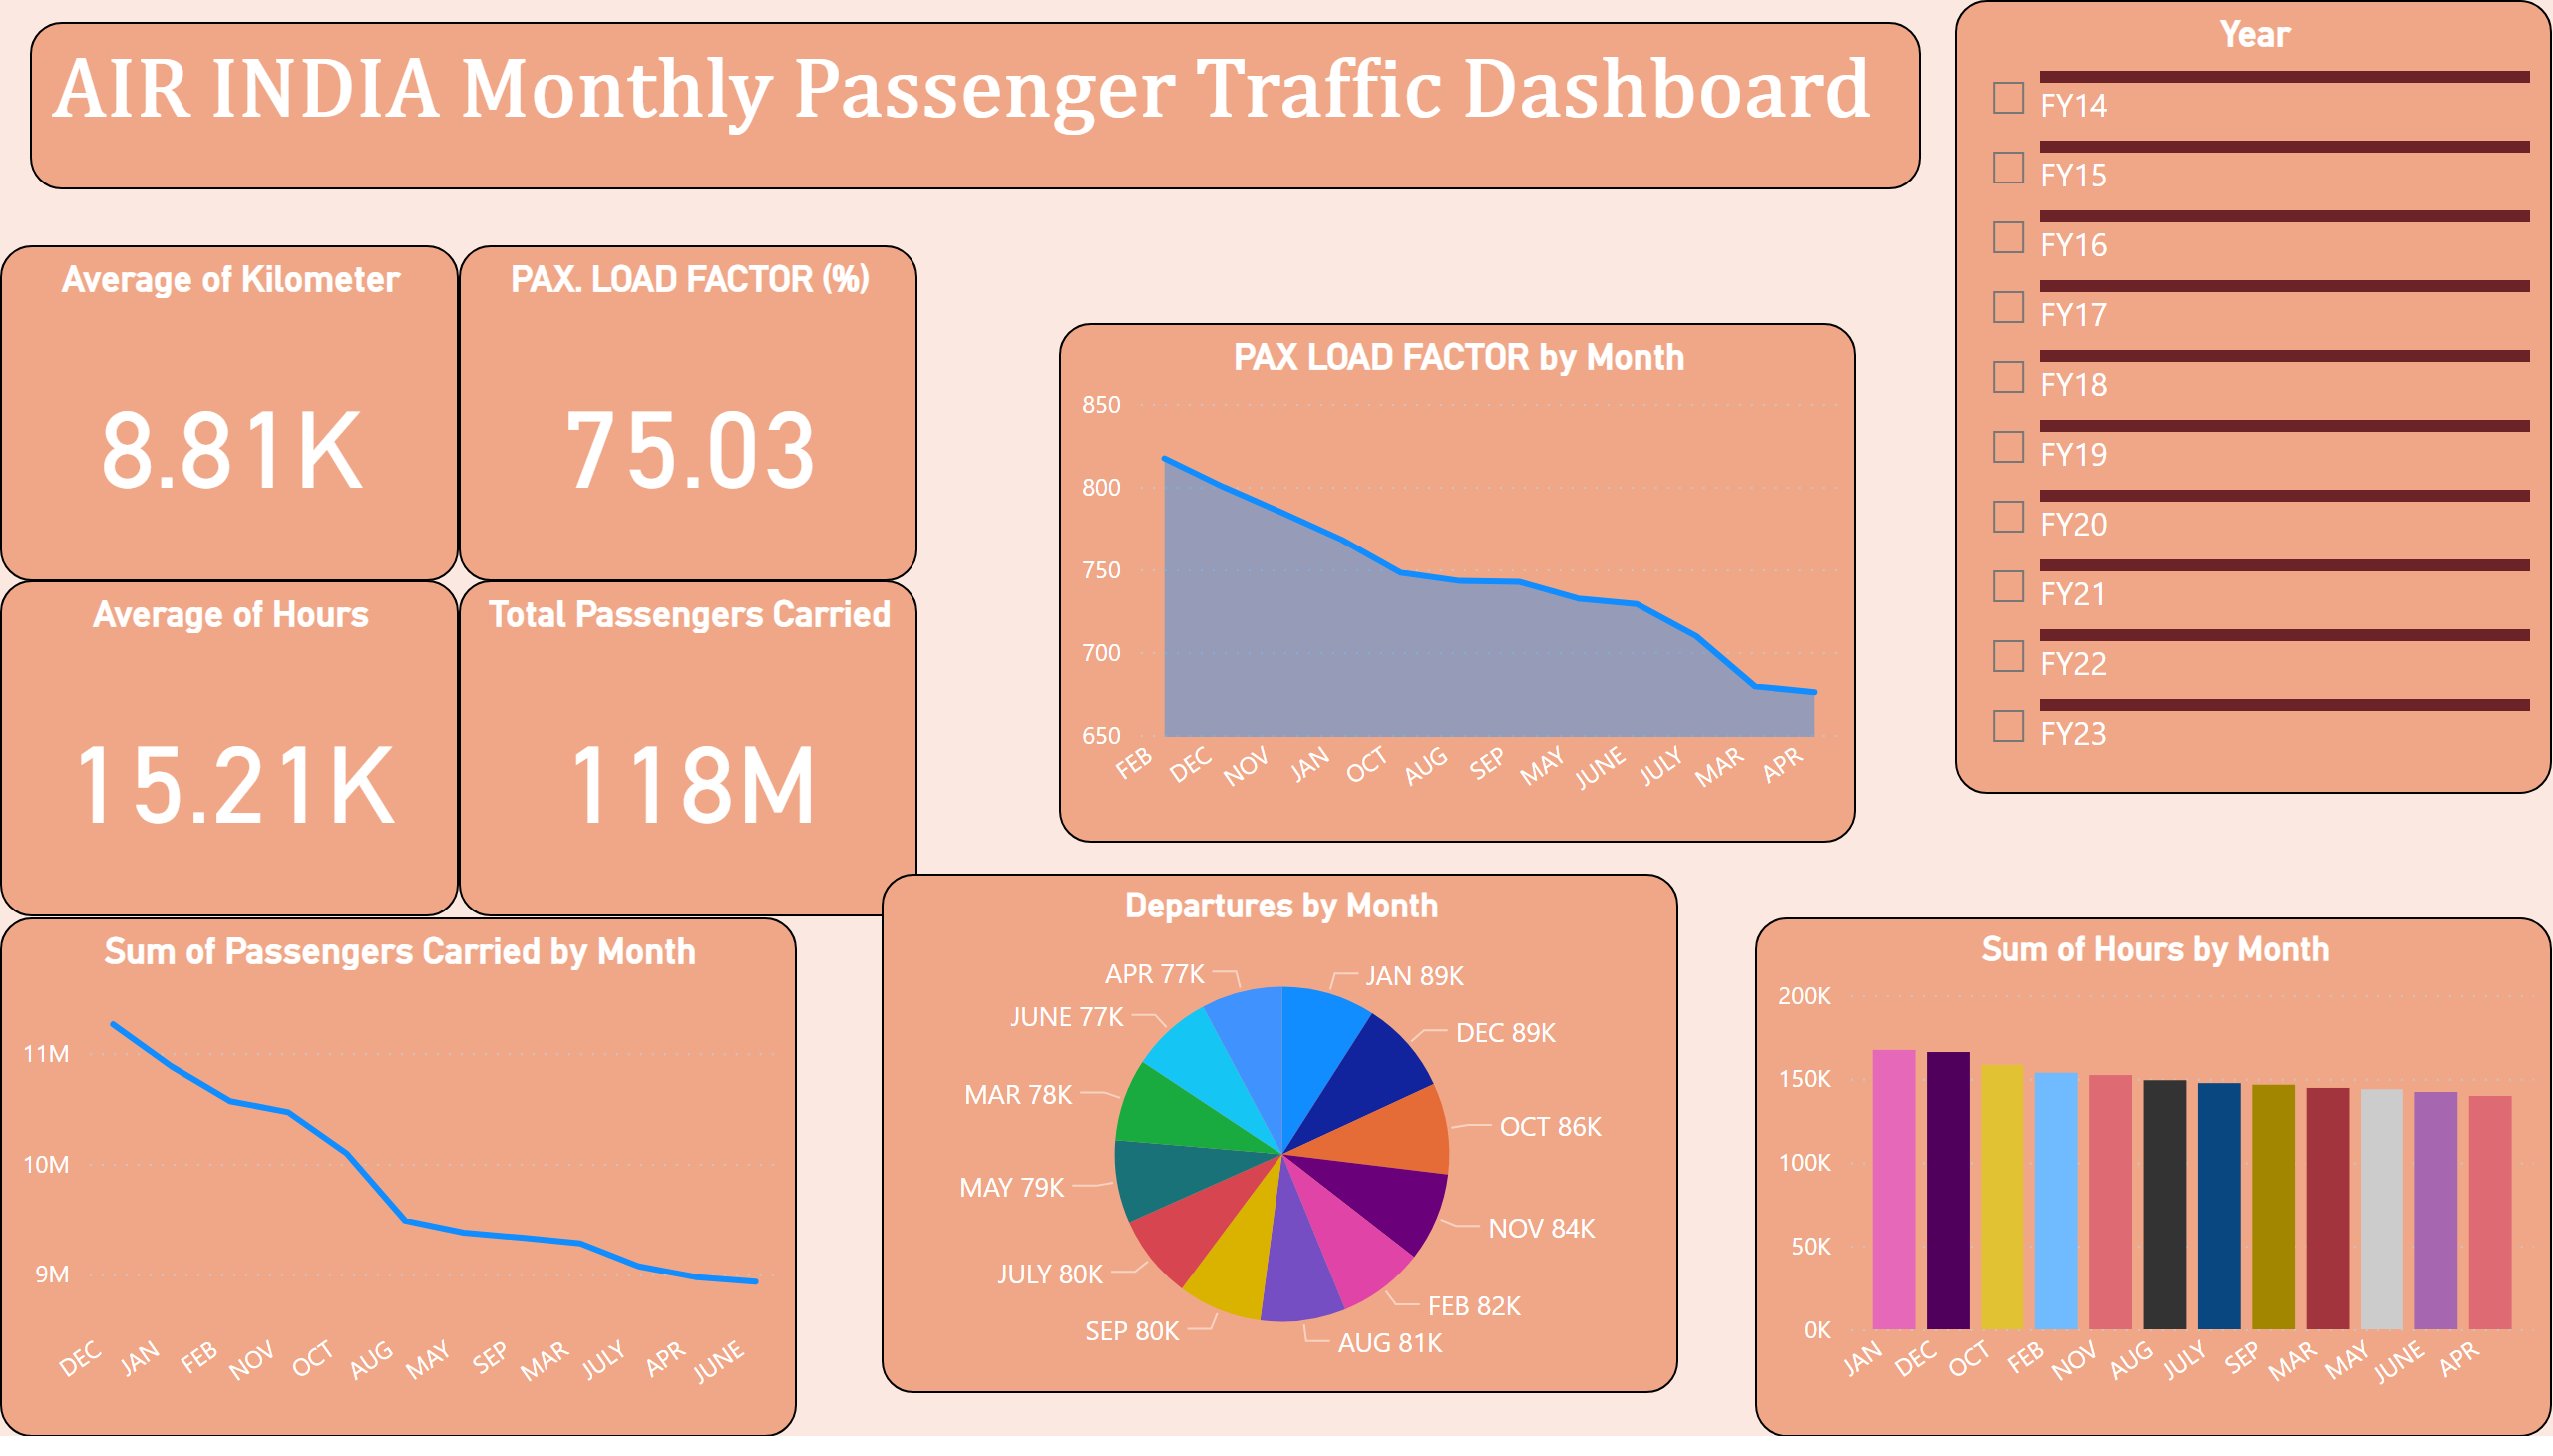 AIR INDIA Monthly Passenger Traffic Dashboard
Year
FY14
FY15
FY16
FY17
FY18
FY19
FY20
FY21
FY22
FY23
Average of Kilometer
8.81K
PAX. LOAD FACTOR (%)
75.03
Average of Hours
15.21K
Total Passengers Carried
118M
PAX LOAD FACTOR by Month
850
800
750
700
650
FEB DEC NOV JAN OCT AUG SEP MAY JUNE JULY MAR APR
Sum of Passengers Carried by Month
11M
10M
9M
DEC JAN FEB NOV OCT AUG MAY SEP MAR JULY APR JUNE
Departures by Month
JAN 89K
DEC 89K
OCT 86K
NOV 84K
FEB 82K
AUG 81K
SEP 80K
JULY 80K
MAY 79K
MAR 78K
JUNE 77K
APR 77K
Sum of Hours by Month
200K
150K
100K
50K
0K
JAN DEC OCT FEB NOV AUG JULY SEP MAR MAY JUNE APR